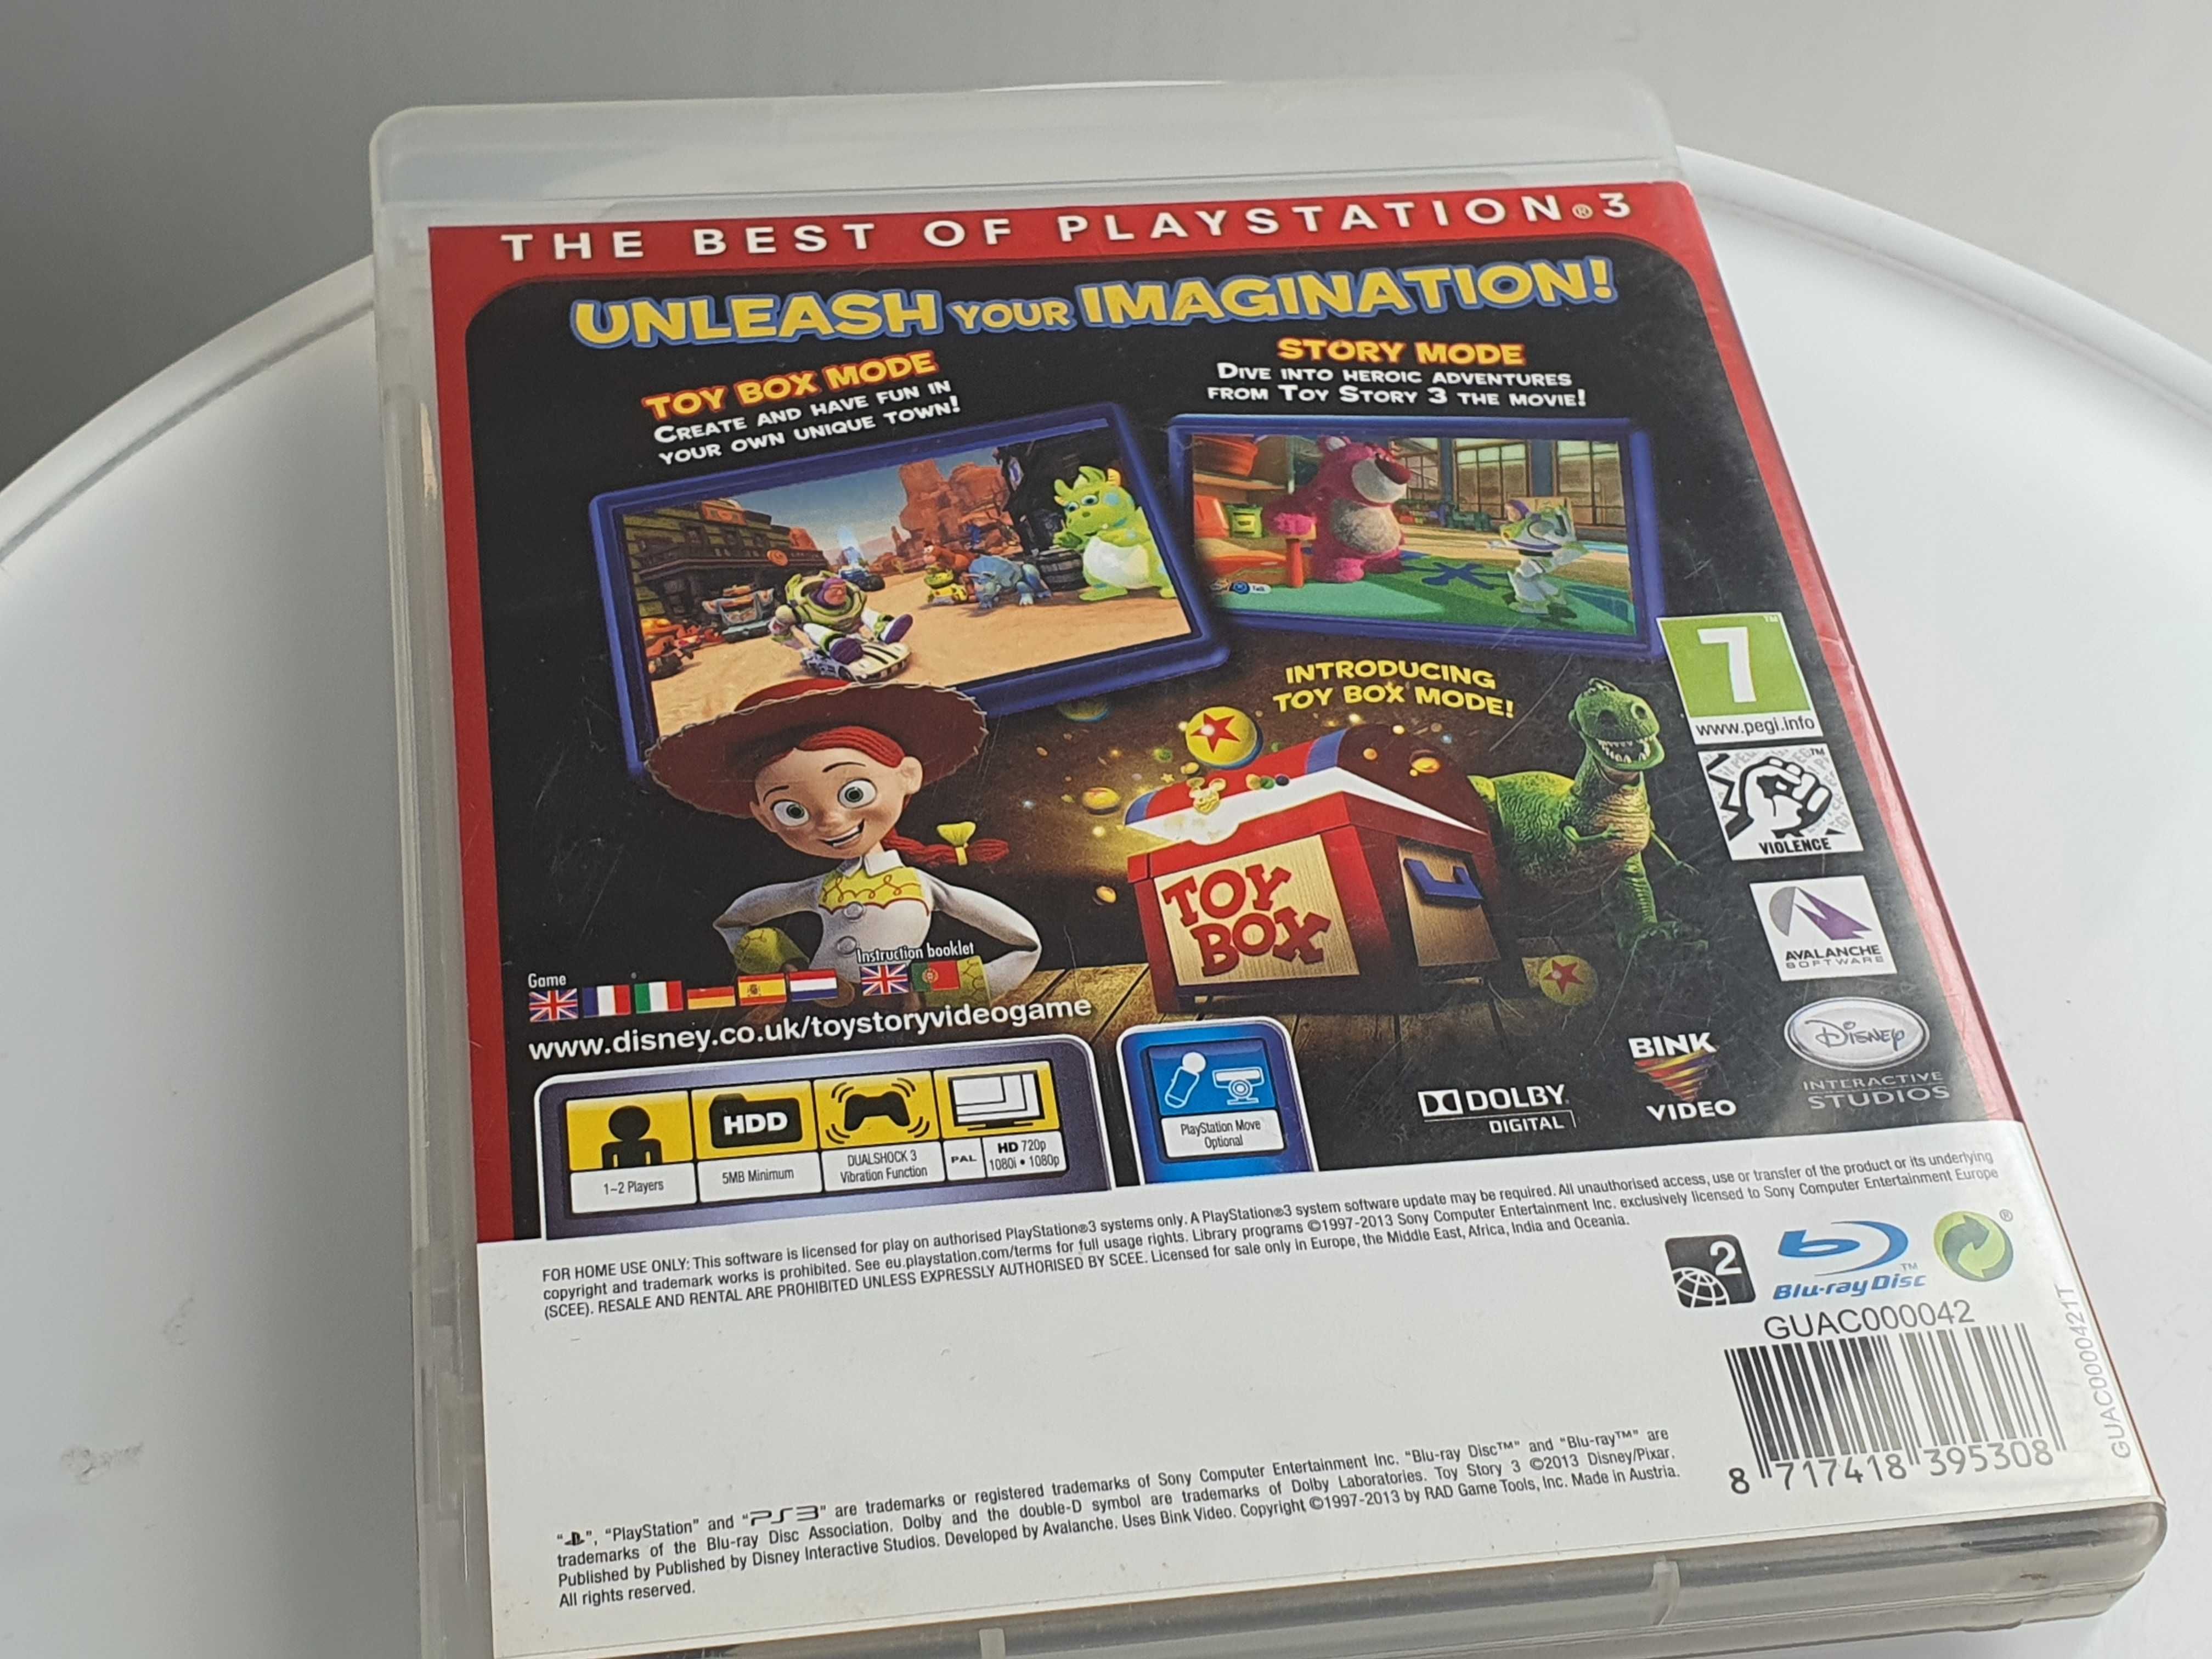 THE BEST OF PLAYSTATION®3
UNLEASH YOUR IMAGINATION!
TOY BOX MODE
CREATE AND HAVE FUN IN
YOUR OWN UNIQUE TOWN!
STORY MODE
DIVE INTO HEROIC ADVENTURES
FROM TOY STORY 3 THE MOVIE!
INTRODUCING
TOY BOX MODE!
7
www.pegi.info
VIOLENCE
TOY
BOX
AVALANCHE
SOFTWARE
Game
Instruction booklet
www.disney.co.uk/toystoryvideogame
1-2 Players
HDD
5MB Minimum
DUALSHOCK 3
Vibration Function
PAL
HD 720p
1080i • 1080p
PlayStation Move
Optional
DOLBY
DIGITAL
BINK
VIDEO
Disney
INTERACTIVE
STUDIOS
FOR HOME USE ONLY: This software is licensed for play on authorised PlayStation®3 systems only. A PlayStation®3 system software update may be required. All unauthorised access, use or transfer of the product or its underlying
copyright and trademark works is prohibited. See eu.playstation.com/terms for full usage rights. Library programs ©1997-2013 Sony Computer Entertainment Inc. exclusively licensed to Sony Computer Entertainment Europe
(SCEE). RESALE AND RENTAL ARE PROHIBITED UNLESS EXPRESSLY AUTHORISED BY SCEE. Licensed for sale only in Europe, the Middle East, Africa, India and Oceania.
2
Blu-ray Disc™
®
GUAC000042
8 717418 395308
GUAC0000421T
"PS", "PlayStation" and "PS3" are trademarks or registered trademarks of Sony Computer Entertainment Inc. "Blu-ray Disc™" and "Blu-ray™" are
trademarks of the Blu-ray Disc Association. Dolby and the double-D symbol are trademarks of Dolby Laboratories. Toy Story 3 ©2013 Disney/Pixar.
Published by Published by Disney Interactive Studios. Developed by Avalanche. Uses Bink Video. Copyright ©1997-2013 by RAD Game Tools, Inc. Made in Austria.
All rights reserved.